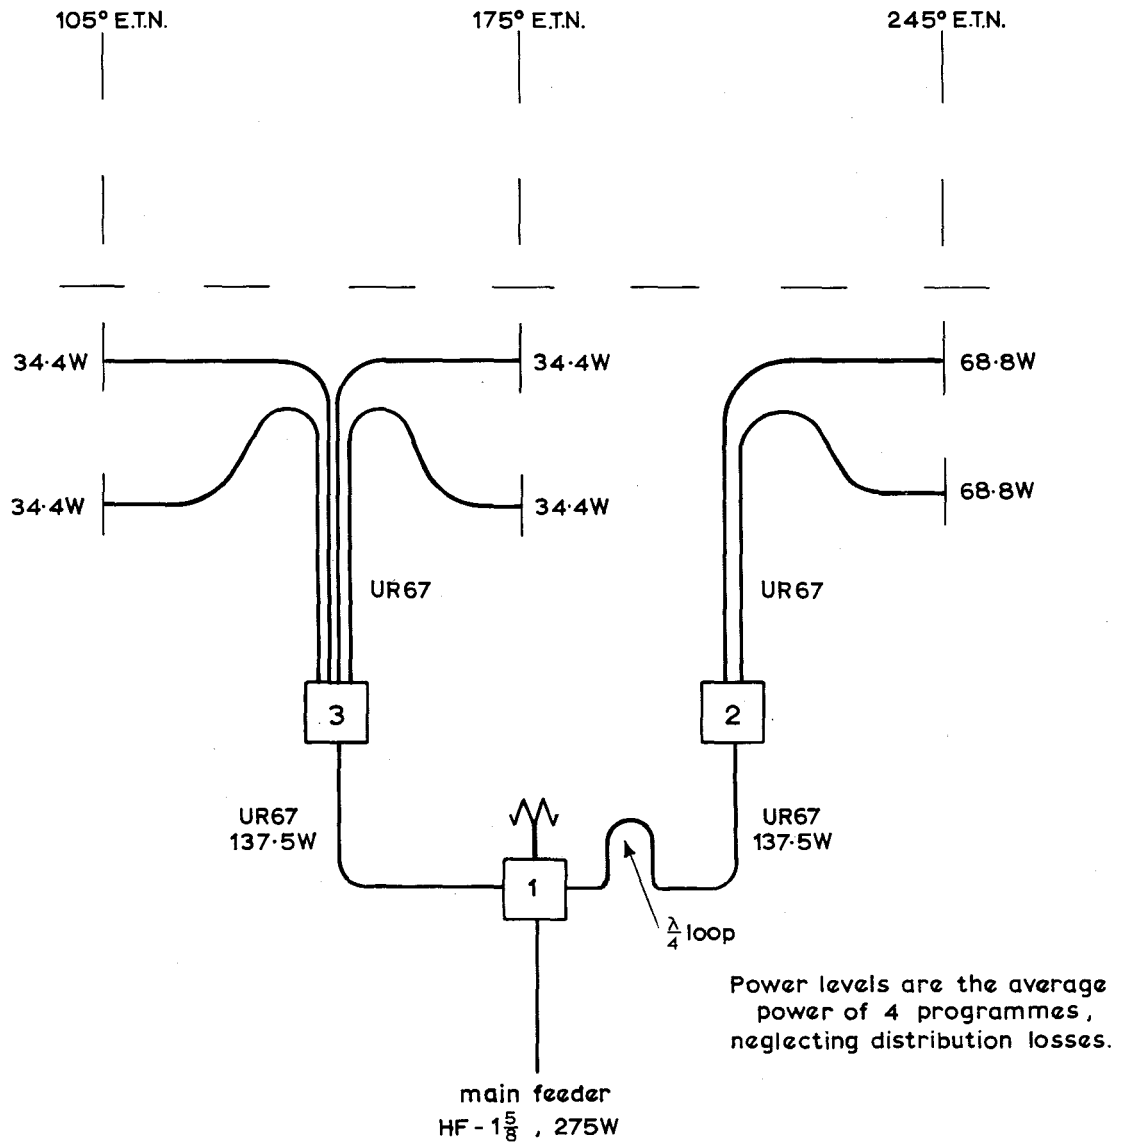 105° E.T.N.
175° E.T.N.
245° E.T.N.
34·4W
34·4W
68·8W
34·4W
34·4W
68·8W
UR67
UR67
3
2
UR67
137·5W
UR67
137·5W
1
λ/4 loop
Power levels are the average
power of 4 programmes,
neglecting distribution losses.
main feeder
HF-1 5/8 , 275W